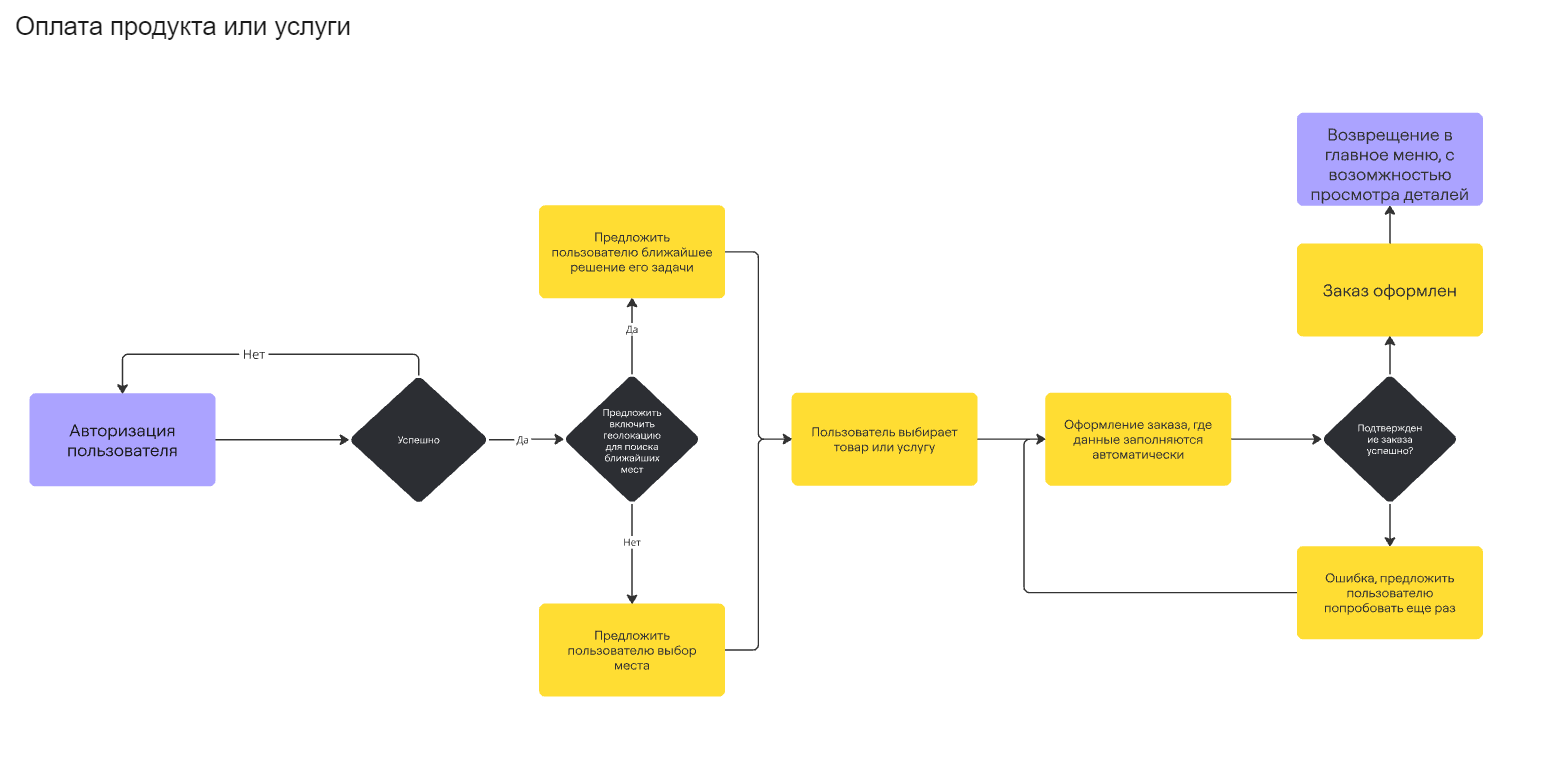 Оплата продукта или услуги
Возврещение в
главное меню, с
возомжностью
просмотра деталей
Предложить
пользователю ближайшее
решение его задачи
Заказ оформлен
Да
Нет
Авторизация
пользователя
Успешно
Да
Предложить
включить
геолокацию
для поиска
ближайших
мест
Пользователь выбирает
товар или услугу
Оформление заказа, где
данные заполняются
автоматически
Подтвержден
ие заказа
успешно?
Нет
Предложить
пользователю выбор
места
Ошибка, предложить
пользователю
попробовать еще раз